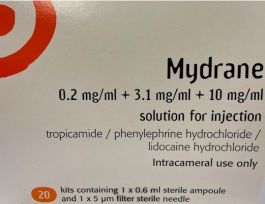 Mydrane
0.2 mg/ml + 3.1 mg/ml + 10 mg/ml
solution for injection
tropicamide / phenylephrine hydrochloride /
lidocaine hydrochloride
Intracameral use only
20 kits containing 1 x 0.6 ml sterile ampoule
and 1 x 5 µm filter sterile needle